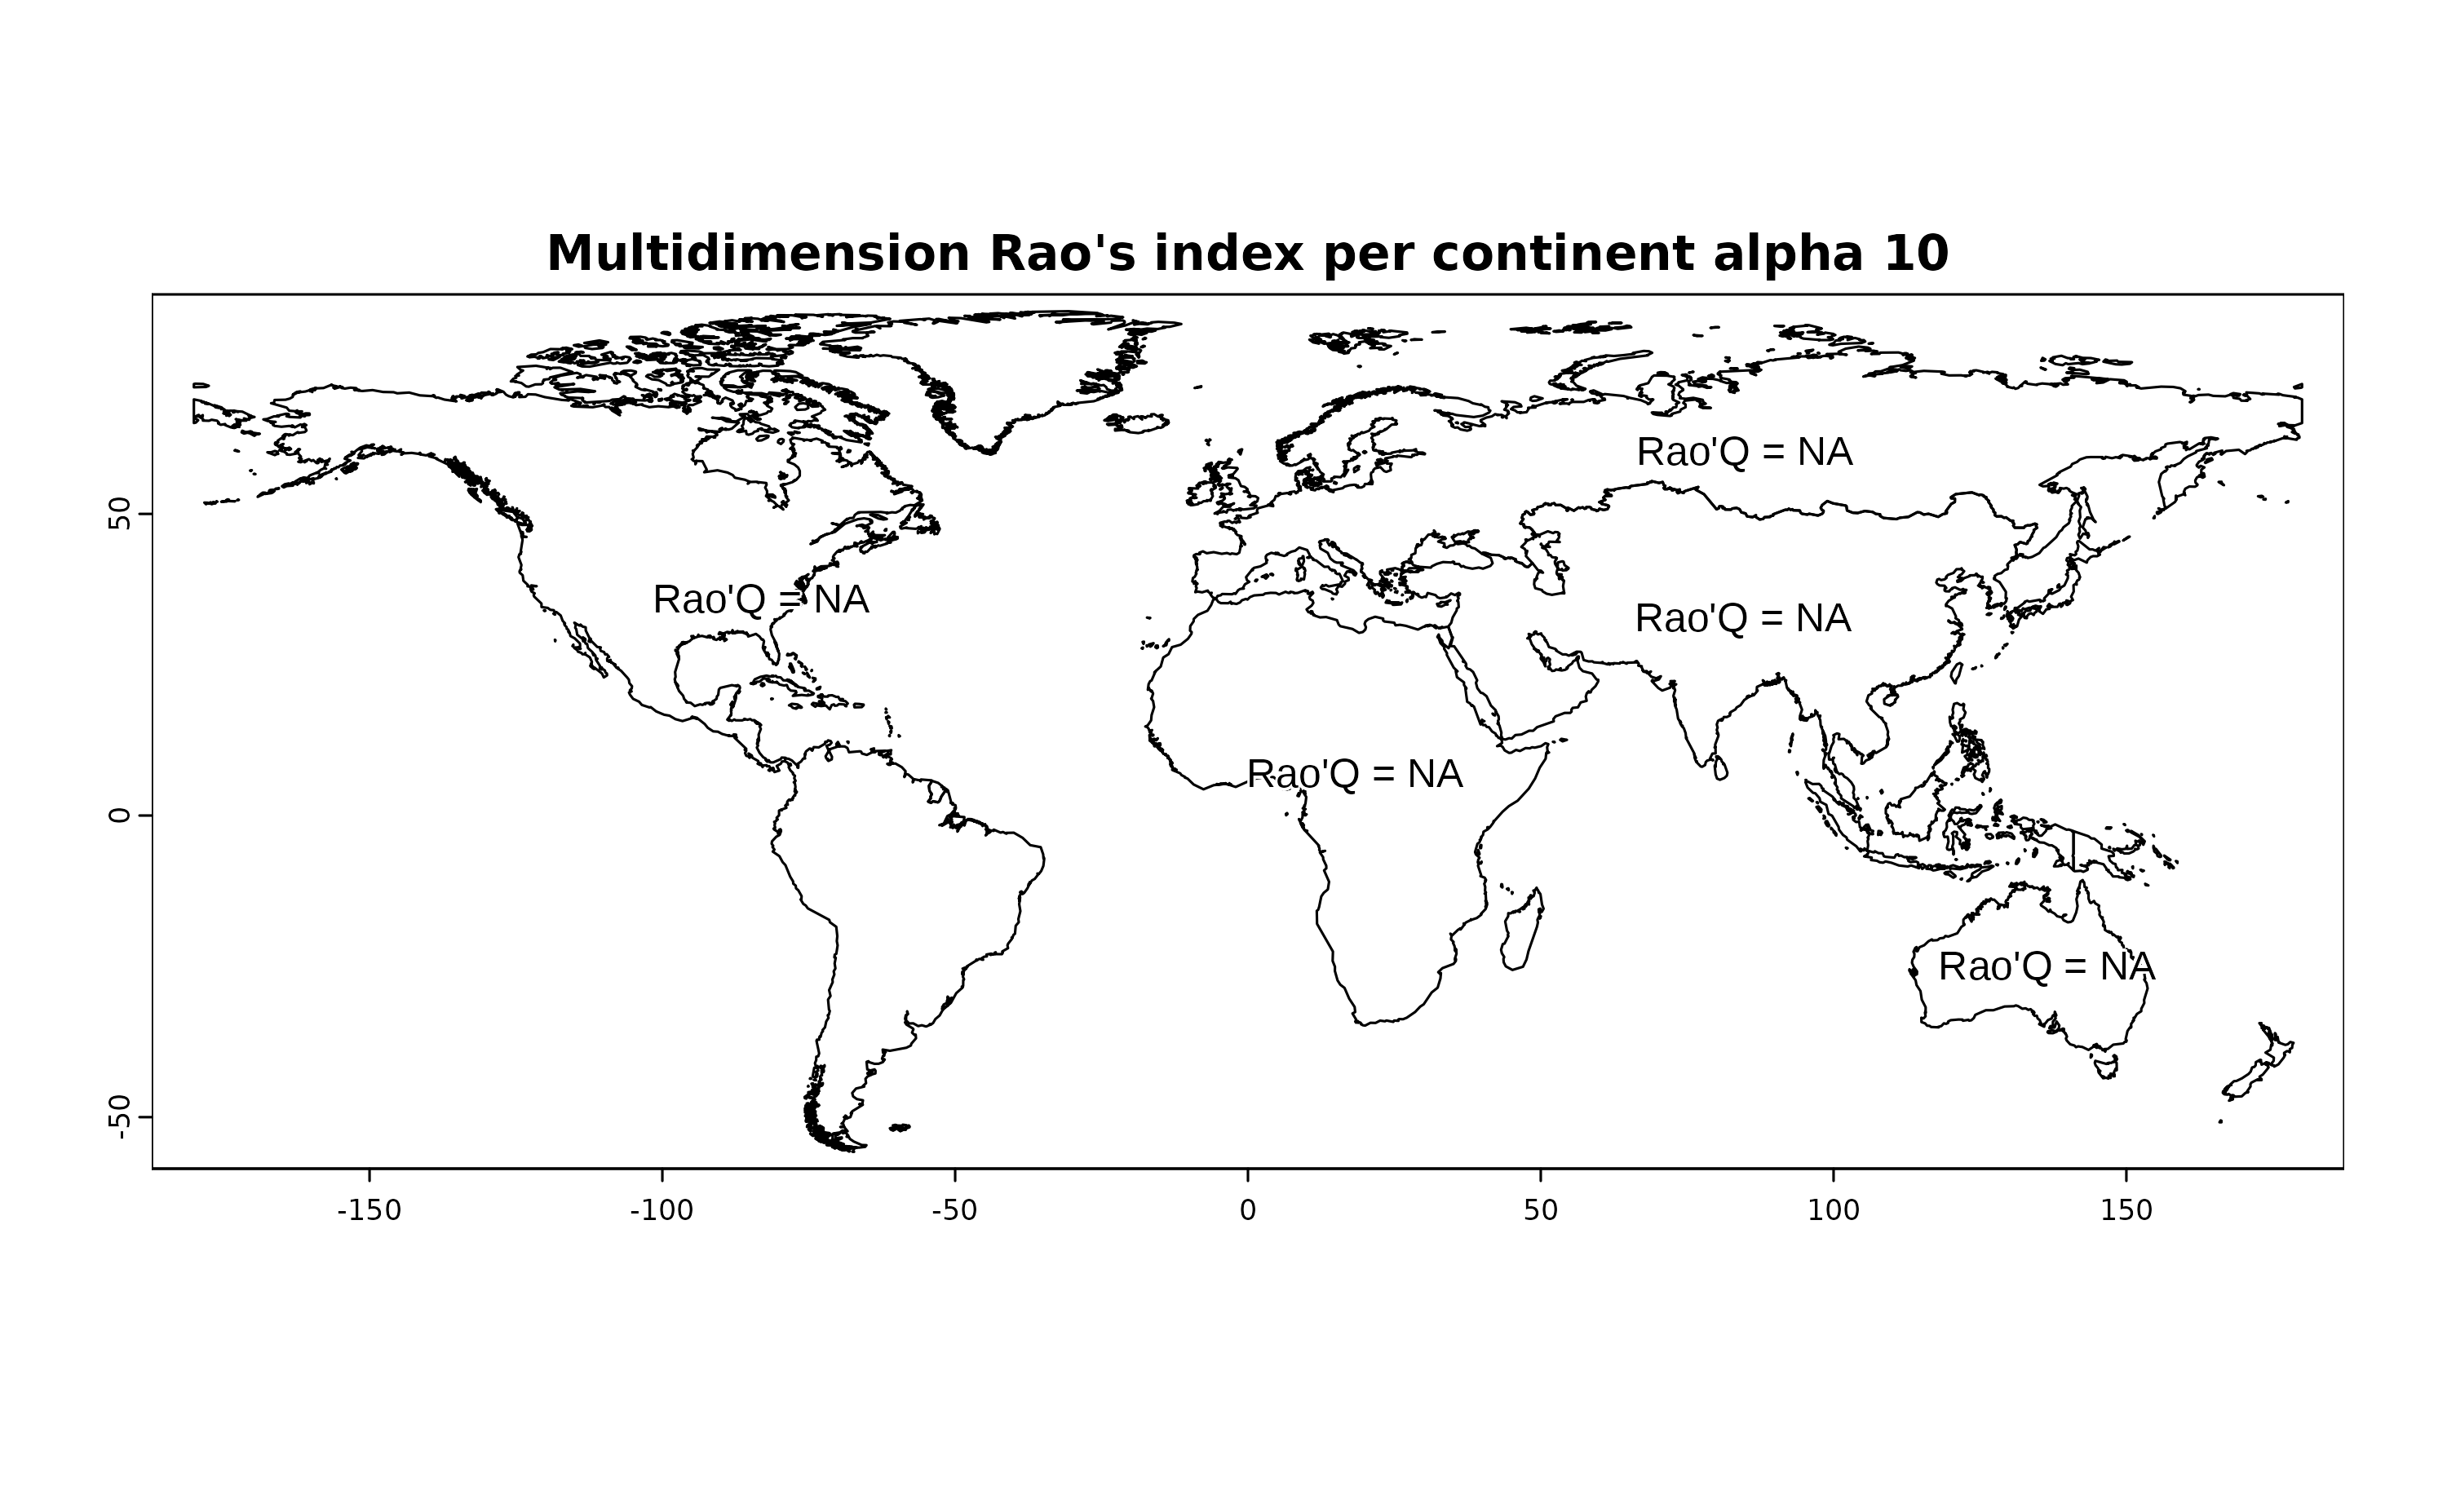 Multidimension Rao's index per continent alpha 10
Rao'Q = NA
Rao'Q = NA
Rao'Q = NA
Rao'Q = NA
Rao'Q = NA
50
0
-50
-150
-100
-50
0
50
100
150